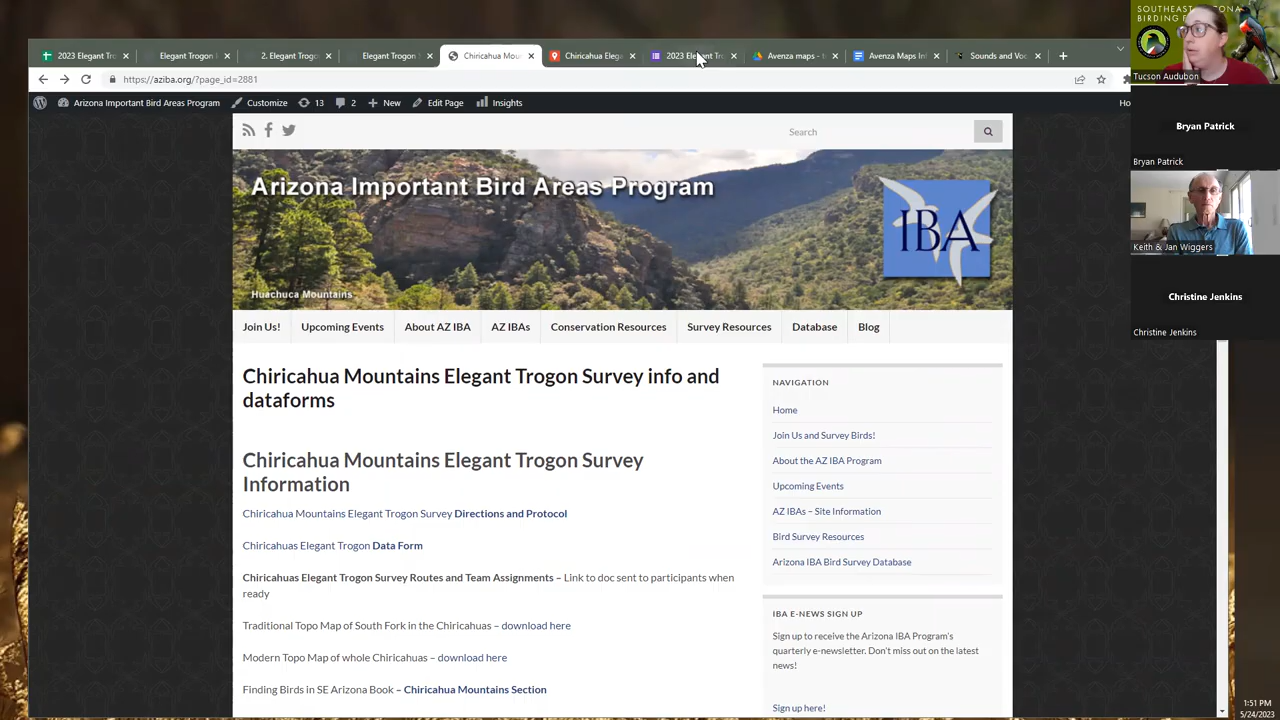 2023 Elegant Tro
Elegant Trogon
2. Elegant Trogon
Elegant Trogon
Chiricahua Moun
Chiricahua Eleg
2023 Elegant Tro
Avenza maps - t
Avenza Maps Inf
Sounds and Voc
https://aziba.org/?page_id=2881
Arizona Important Bird Areas Program
Customize
13
2
New
Edit Page
Insights
Ho
Search
Arizona Important Bird Areas Program
IBA
Huachuca Mountains
Join Us!
Upcoming Events
About AZ IBA
AZ IBAs
Conservation Resources
Survey Resources
Database
Blog
Chiricahua Mountains Elegant Trogon Survey info and
dataforms
Chiricahua Mountains Elegant Trogon Survey
Information
Chiricahua Mountains Elegant Trogon Survey Directions and Protocol
Chiricahuas Elegant Trogon Data Form
Chiricahuas Elegant Trogon Survey Routes and Team Assignments – Link to doc sent to participants when
ready
Traditional Topo Map of South Fork in the Chiricahuas – download here
Modern Topo Map of whole Chiricahuas – download here
Finding Birds in SE Arizona Book – Chiricahua Mountains Section
NAVIGATION
Home
Join Us and Survey Birds!
About the AZ IBA Program
Upcoming Events
AZ IBAs – Site Information
Bird Survey Resources
Arizona IBA Bird Survey Database
IBA E-NEWS SIGN UP
Sign up to receive the Arizona IBA Program's
quarterly e-newsletter. Don't miss out on the latest
news!
Sign up here!
Tucson Audubon
Bryan Patrick
Bryan Patrick
Keith & Jan Wiggers
Christine Jenkins
Christine Jenkins
1:51 PM
5/24/2023